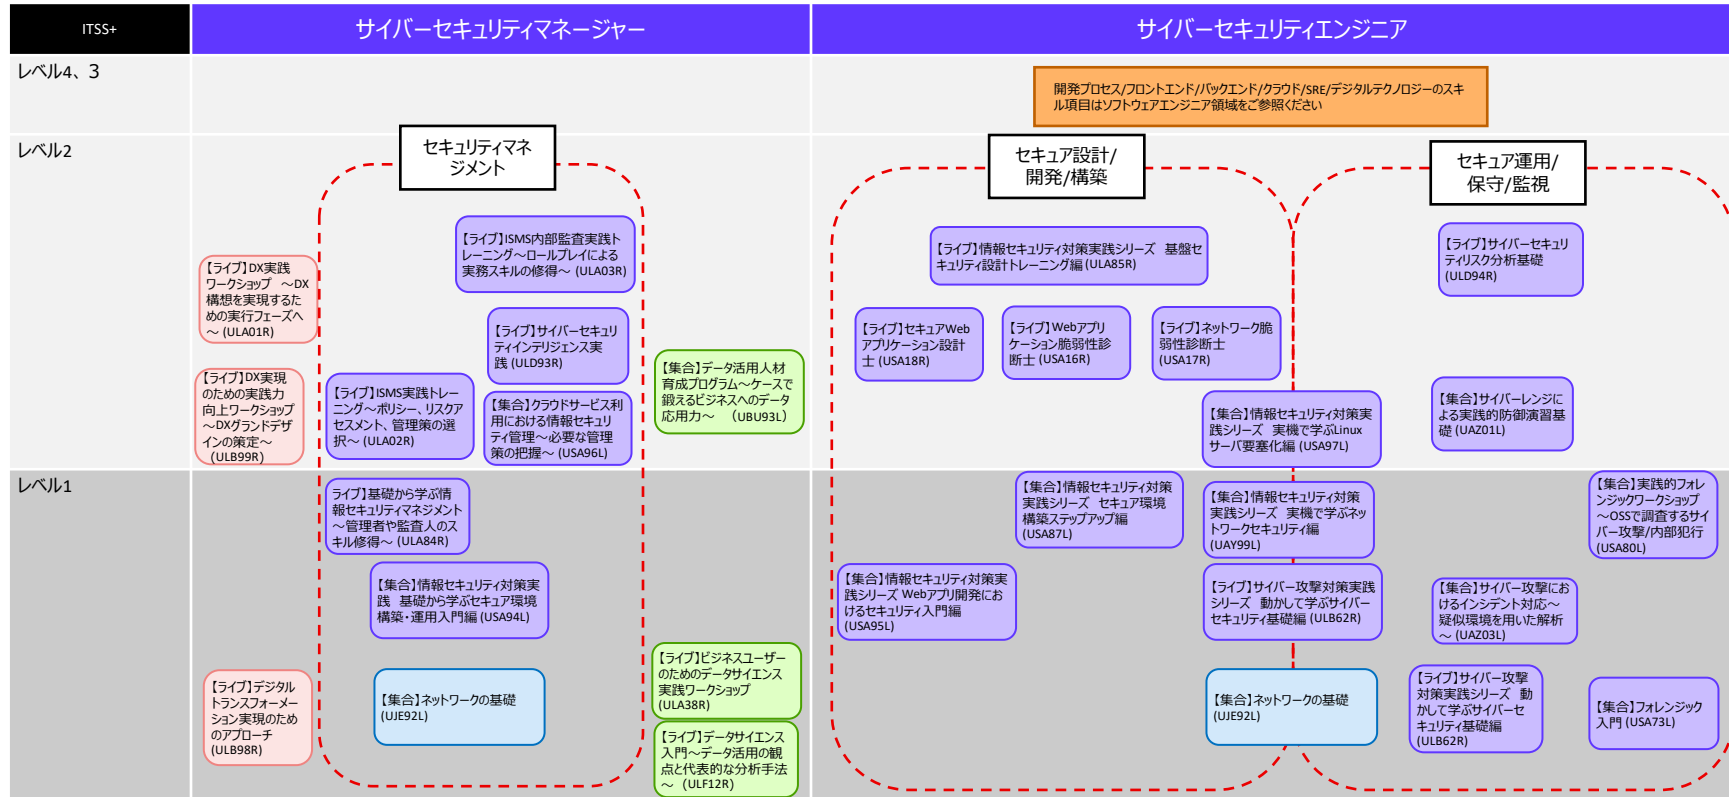 ITSS+
サイバーセキュリティマネージャー
サイバーセキュリティエンジニア
レベル4、3
開発プロセス/フロントエンド/バックエンド/クラウド/SRE/デジタルテクノロジーのスキ
ル項目はソフトウェアエンジニア領域をご参照ください
レベル2
セキュリティマネ
ジメント
セキュア設計/
開発/構築
セキュア運用/
保守/監視
【ライブ】DX実践
ワークショップ ～DX
構想を実現するた
めの実行フェーズへ
～ (ULA01R)
【ライブ】ISMS内部監査実践ト
レーニング～ロールプレイによる
実務スキルの修得～ (ULA03R)
【ライブ】サイバーセキュリ
ティインテリジェンス実
践 (ULD93R)
【ライブ】DX実現
のための実践力
向上ワークショップ
～DXグランドデザ
インの策定～
(ULB99R)
【ライブ】ISMS実践トレー
ニング～ポリシー、リスクア
セスメント、管理策の選
択～ (ULA02R)
【集合】クラウドサービス利
用における情報セキュリ
ティ管理～必要な管理
策の把握～ (USA96L)
【集合】データ活用人材
育成プログラム～ケースで
鍛えるビジネスへのデータ
応用力～ （UBU93L)
【ライブ】情報セキュリティ対策実践シリーズ 基盤セ
キュリティ設計トレーニング編 (ULA85R)
【ライブ】セキュアWeb
アプリケーション設計
士 (USA18R)
【ライブ】Webアプリ
ケーション脆弱性診
断士 (USA16R)
【ライブ】ネットワーク脆
弱性診断士
(USA17R)
【集合】情報セキュリティ対策実
践シリーズ 実機で学ぶLinux
サーバ要塞化編 (USA97L)
【ライブ】サイバーセキュ
リティリスク分析基礎
(ULD94R)
【集合】サイバーレンジに
よる実践的防御演習基
礎 (UAZ01L)
レベル1
ライブ】基礎から学ぶ情
報セキュリティマネジメント
～管理者や監査人のス
キル修得～ (ULA84R)
【集合】情報セキュリティ対策実
践 基礎から学ぶセキュア環境
構築・運用入門編 (USA94L)
【ライブ】デジタル
トランスフォーメー
ション実現のため
のアプローチ
(ULB98R)
【集合】ネットワークの基礎
(UJE92L)
【ライブ】ビジネスユーザー
のためのデータサイエンス
実践ワークショップ
(ULA38R)
【ライブ】データサイエンス
入門～データ活用の観
点と代表的な分析手法
～ （ULF12R)
【集合】情報セキュリティ対策
実践シリーズ セキュア環境
構築ステップアップ編
(USA87L)
【集合】情報セキュリティ対策
実践シリーズ 実機で学ぶネッ
トワークセキュリティ編
(UAY99L)
【集合】情報セキュリティ対策実
践シリーズ Webアプリ開発にお
けるセキュリティ入門編
(USA95L)
【ライブ】サイバー攻撃対策実践
シリーズ 動かして学ぶサイバー
セキュリティ基礎編 (ULB62R)
【集合】ネットワークの基礎
(UJE92L)
【集合】実践的フォレ
ンジックワークショップ
～OSSで調査するサイ
バー攻撃/内部犯行
(USA80L)
【集合】サイバー攻撃にお
けるインシデント対応～
疑似環境を用いた解析
～ (UAZ03L)
【ライブ】サイバー攻撃
対策実践シリーズ 動
かして学ぶサイバーセ
キュリティ基礎編
(ULB62R)
【集合】フォレンジック
入門 (USA73L)